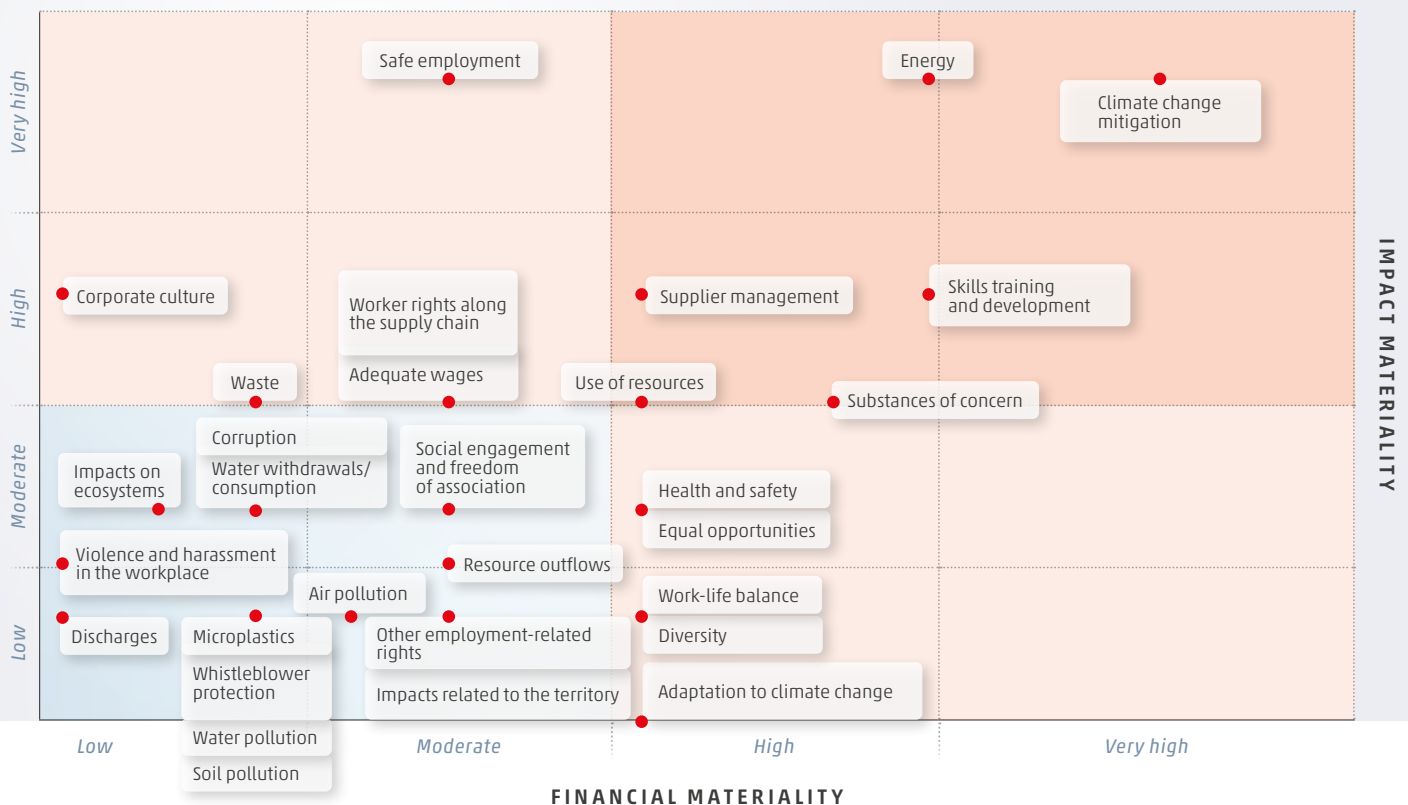 Safe employment
Energy
Climate change
mitigation
Very high
Corporate culture
Worker rights along
the supply chain
Adequate wages
Supplier management
Skills training
and development
High
Waste
Use of resources
Substances of concern
IMPACT MATERIALITY
Corruption
Water withdrawals/
consumption
Social engagement
and freedom
of association
Impacts on
ecosystems
Health and safety
Equal opportunities
Moderate
Violence and harassment
in the workplace
Resource outflows
Air pollution
Work-life balance
Diversity
Low
Discharges
Microplastics
Whistleblower
protection
Water pollution
Soil pollution
Other employment-related
rights
Impacts related to the territory
Adaptation to climate change
Low
Moderate
High
Very high
FINANCIAL MATERIALITY